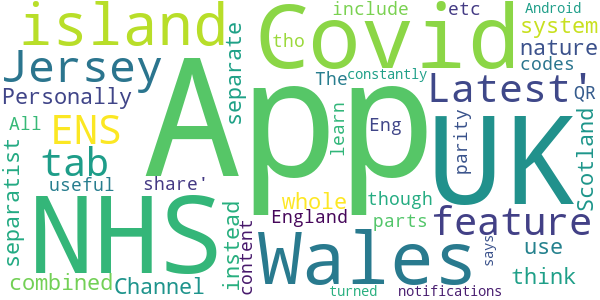 island
Covid
include
etc
Android
system
tho
nature
Jersey
separate
The
constantly
Latest'
codes
QR
Personally
App
All
ENS
learn
Eng
parity
UK
Scotland
tab
separatist
useful
share'
though
NHS
whole
England
parts
feature
instead
content
Wales
says
use
combined
Channel
think
turned
notifications